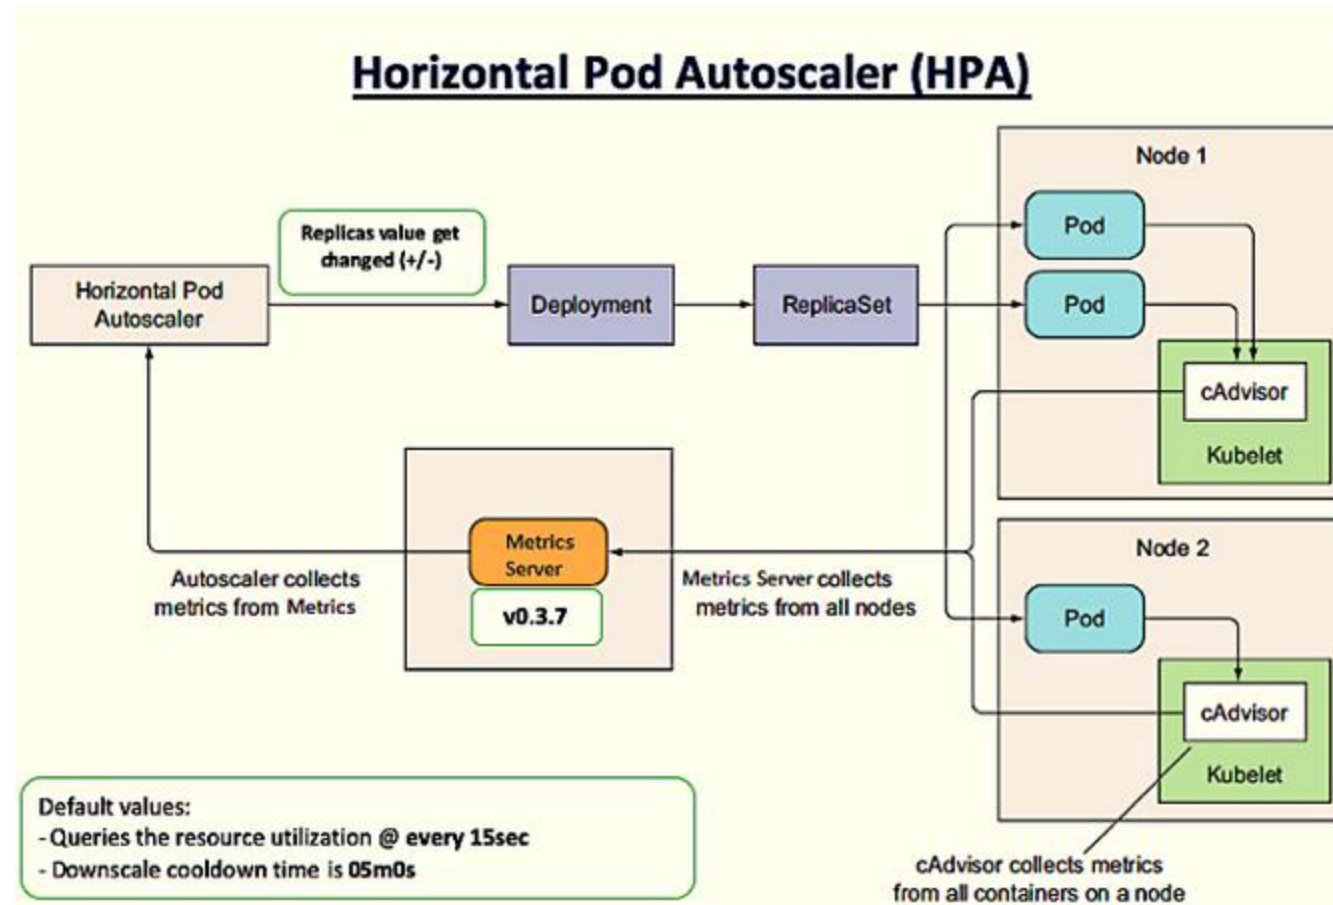 Horizontal Pod Autoscaler (HPA)
Node 1
Pod
Replicas value get
changed (+/-)
Horizontal Pod
Autoscaler
Deployment
ReplicaSet
Pod
cAdvisor
Kubelet
Metrics
Server
v0.3.7
Autoscaler collects
metrics from Metrics
Metrics Server collects
metrics from all nodes
Node 2
Pod
cAdvisor
Kubelet
Default values:
- Queries the resource utilization @ every 15sec
- Downscale cooldown time is 05m0s
cAdvisor collects metrics
from all containers on a node